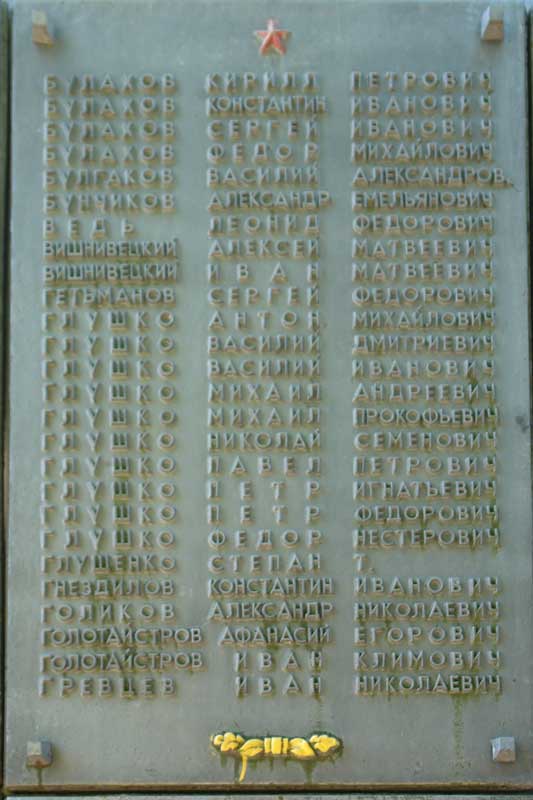 БУЛАХОВ КИРИЛЛ ПЕТРОВИЧ
БУЛАХОВ КОНСТАНТИН ИВАНОВИЧ
БУЛАХОВ СЕРГЕЙ ИВАНОВИЧ
БУЛАХОВ ФЕДОР МИХАЙЛОВИЧ
БУЛГАКОВ ВАСИЛИЙ АЛЕКСАНДРОВ.
БУНЧИКОВ АЛЕКСАНДР ЕМЕЛЬЯНОВИЧ
ВЕДЬ ЛЕОНИД ФЕДОРОВИЧ
ВИШНИВЕЦКИЙ АЛЕКСЕЙ МАТВЕЕВИЧ
ВИШНИВЕЦКИЙ ИВАН МАТВЕЕВИЧ
ГЕТЬМАНОВ СЕРГЕЙ ФЕДОРОВИЧ
ГЛУШКО АНТОН МИХАЙЛОВИЧ
ГЛУШКО ВАСИЛИЙ ДМИТРИЕВИЧ
ГЛУШКО ВАСИЛИЙ ИВАНОВИЧ
ГЛУШКО МИХАИЛ АНДРЕЕВИЧ
ГЛУШКО МИХАИЛ ПРОКОФЬЕВИЧ
ГЛУШКО НИКОЛАЙ СЕМЕНОВИЧ
ГЛУШКО ПАВЕЛ ПЕТРОВИЧ
ГЛУШКО ПЕТР ИГНАТЬЕВИЧ
ГЛУШКО ПЕТР ФЕДОРОВИЧ
ГЛУШКО ФЕДОР НЕСТЕРОВИЧ
ГЛУЩЕНКО СТЕПАН Т.
ГНЕЗДИЛОВ КОНСТАНТИН ИВАНОВИЧ
ГОЛИКОВ АЛЕКСАНДР НИКОЛАЕВИЧ
ГОЛОТАЙСТРОВ АФАНАСИЙ ЕГОРОВИЧ
ГОЛОТАЙСТРОВ ИВАН КЛИМОВИЧ
ГРЕВЦЕВ ИВАН НИКОЛАЕВИЧ